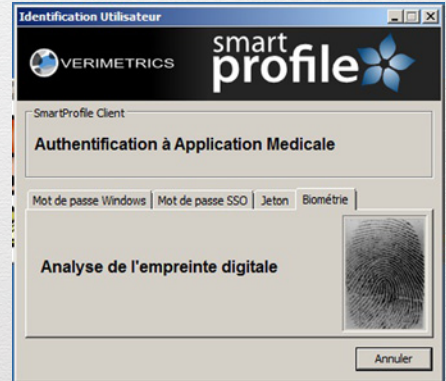 Identification Utilisateur
VERIMETRICS
smart
profile
SmartProfile Client
Authentification à Application Medicale
Mot de passe Windows Mot de passe SSO Jeton Biométrie
Analyse de l'empreinte digitale
Annuler